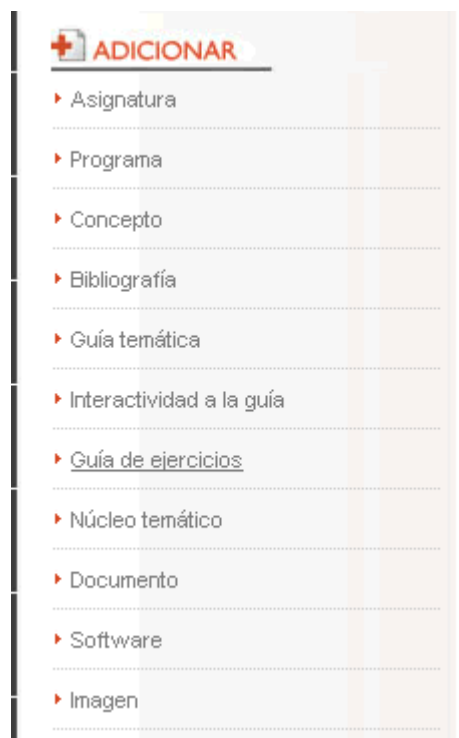 ADICIONAR
Asignatura
Programa
Concepto
Bibliografía
Guía temática
Interactividad a la guía
Guía de ejercicios
Núcleo temático
Documento
Software
Imagen